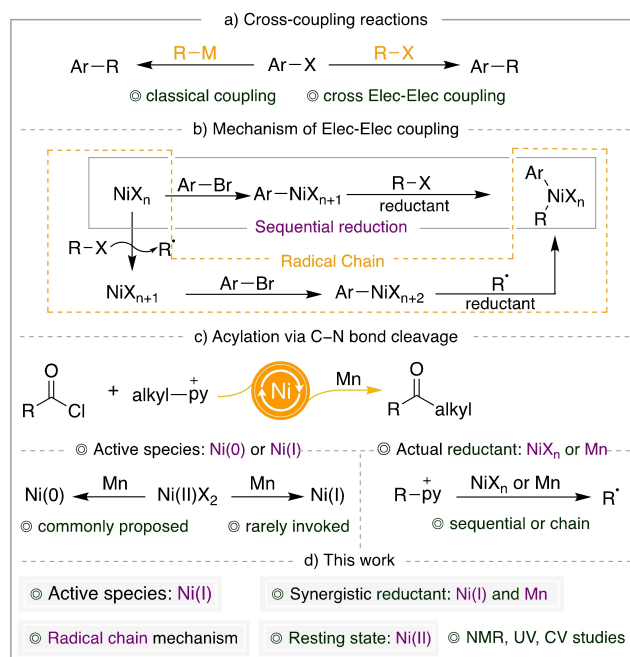 a) Cross-coupling reactions
Ar–R R–M Ar–X R–X Ar–R
◎ classical coupling ◎ cross Elec-Elec coupling
b) Mechanism of Elec-Elec coupling
NiXn Ar–Br Ar–NiXn+1 R–X reductant Ar NiXn R
Sequential reduction
R–X R•
Radical Chain
NiXn+1 Ar–Br Ar–NiXn+2 R• reductant
c) Acylation via C–N bond cleavage
O R Cl + alkyl–py + Ni Mn O R alkyl
◎ Active species: Ni(0) or Ni(I) ◎ Actual reductant: NiXn or Mn
Ni(0) Mn Ni(II)X2 Mn Ni(I) R–py + NiXn or Mn R•
◎ commonly proposed ◎ rarely invoked ◎ sequential or chain
d) This work
◎ Active species: Ni(I) ◎ Synergistic reductant: Ni(I) and Mn
◎ Radical chain mechanism ◎ Resting state: Ni(II) ◎ NMR, UV, CV studies